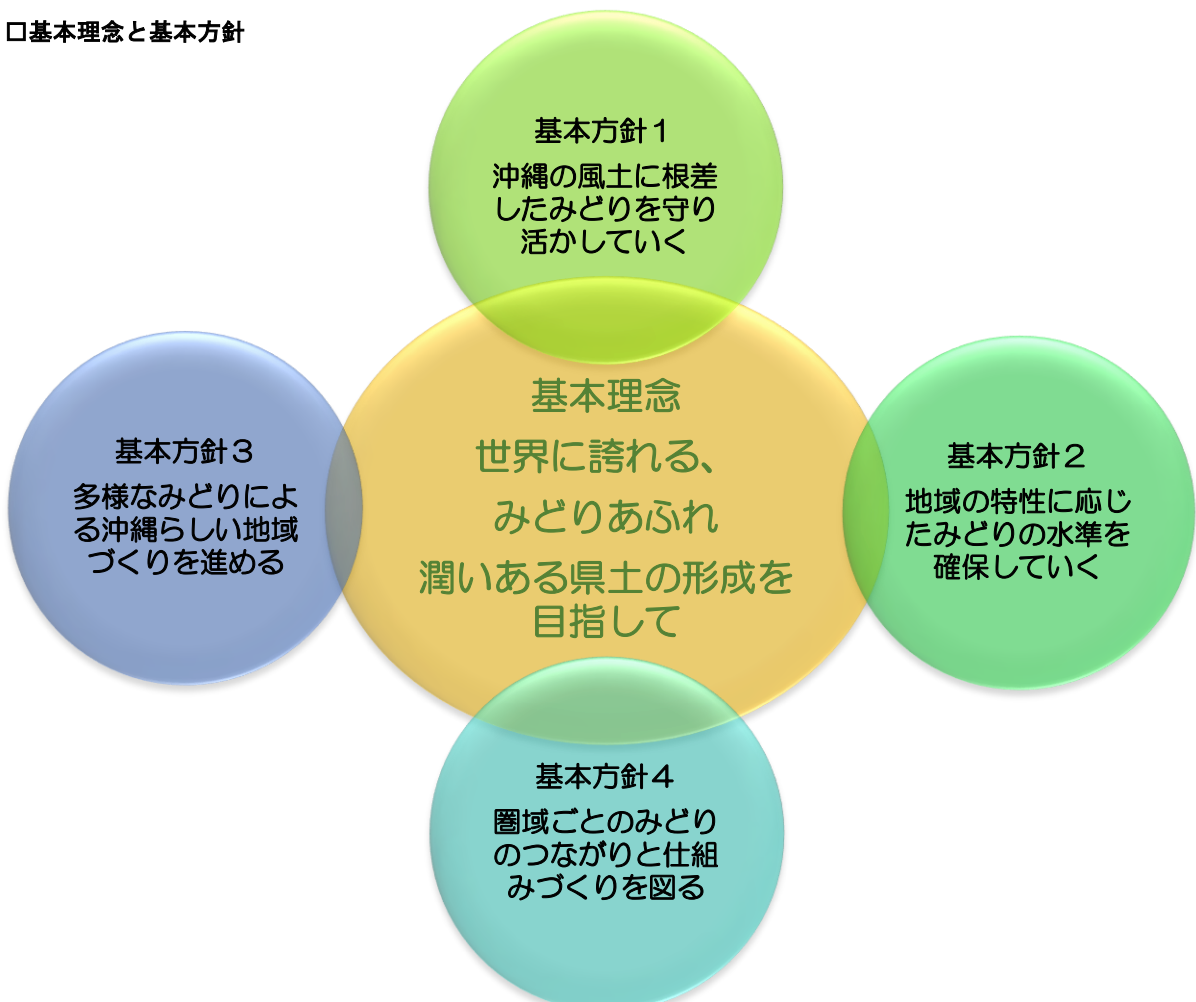 □基本理念と基本方針
基本方針１
沖縄の風土に根差
したみどりを守り
活かしていく
基本理念
世界に誇れる、
みどりあふれ
潤いある県土の形成を
目指して
基本方針２
地域の特性に応じ
たみどりの水準を
確保していく
基本方針３
多様なみどりによ
る沖縄らしい地域
づくりを進める
基本方針４
圏域ごとのみどり
のつながりと仕組
みづくりを図る